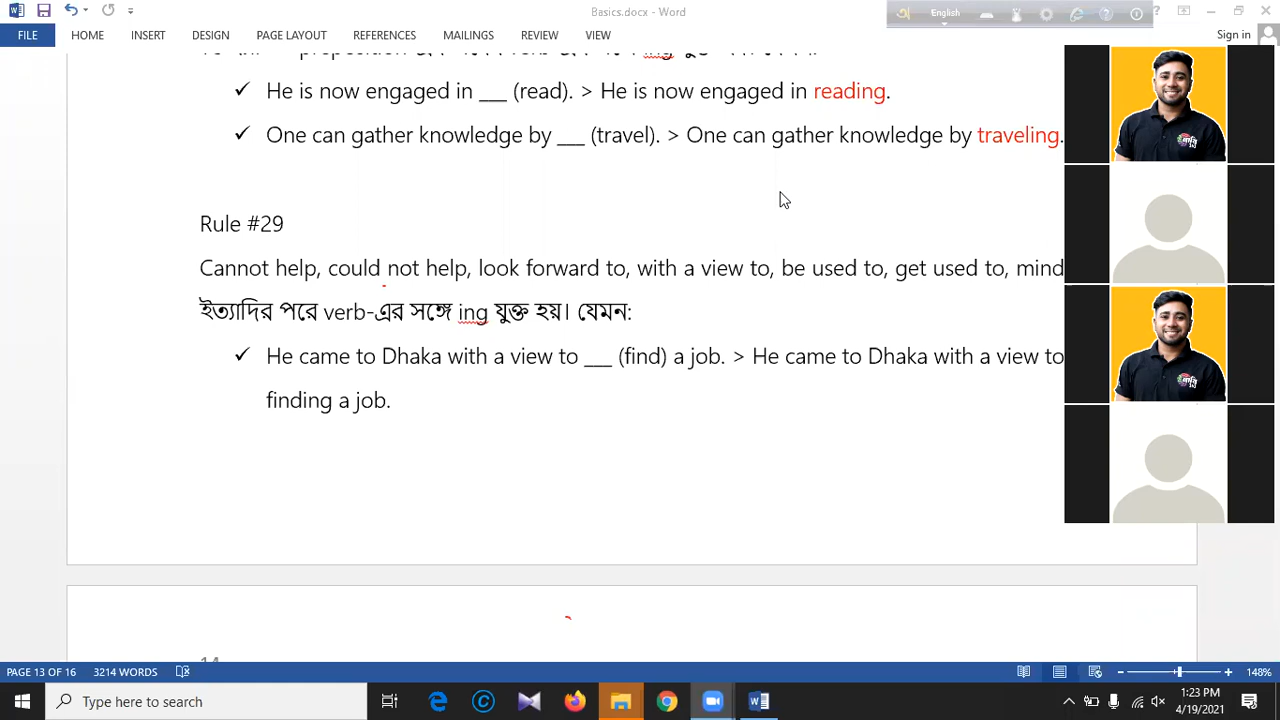 Basics.docx - Word
English
FILE HOME INSERT DESIGN PAGE LAYOUT REFERENCES MAILINGS REVIEW VIEW Sign in
preposition verb ing
He is now engaged in ___ (read). > He is now engaged in reading.
One can gather knowledge by ___ (travel). > One can gather knowledge by traveling.
Rule #29
Cannot help, could not help, look forward to, with a view to, be used to, get used to, mind
ইত্যাদির পরে verb-এর সঙ্গে ing যুক্ত হয়। যেমন:
He came to Dhaka with a view to ___ (find) a job. > He came to Dhaka with a view to
finding a job.
14
PAGE 13 OF 16 3214 WORDS 148%
Type here to search
1:23 PM
4/19/2021